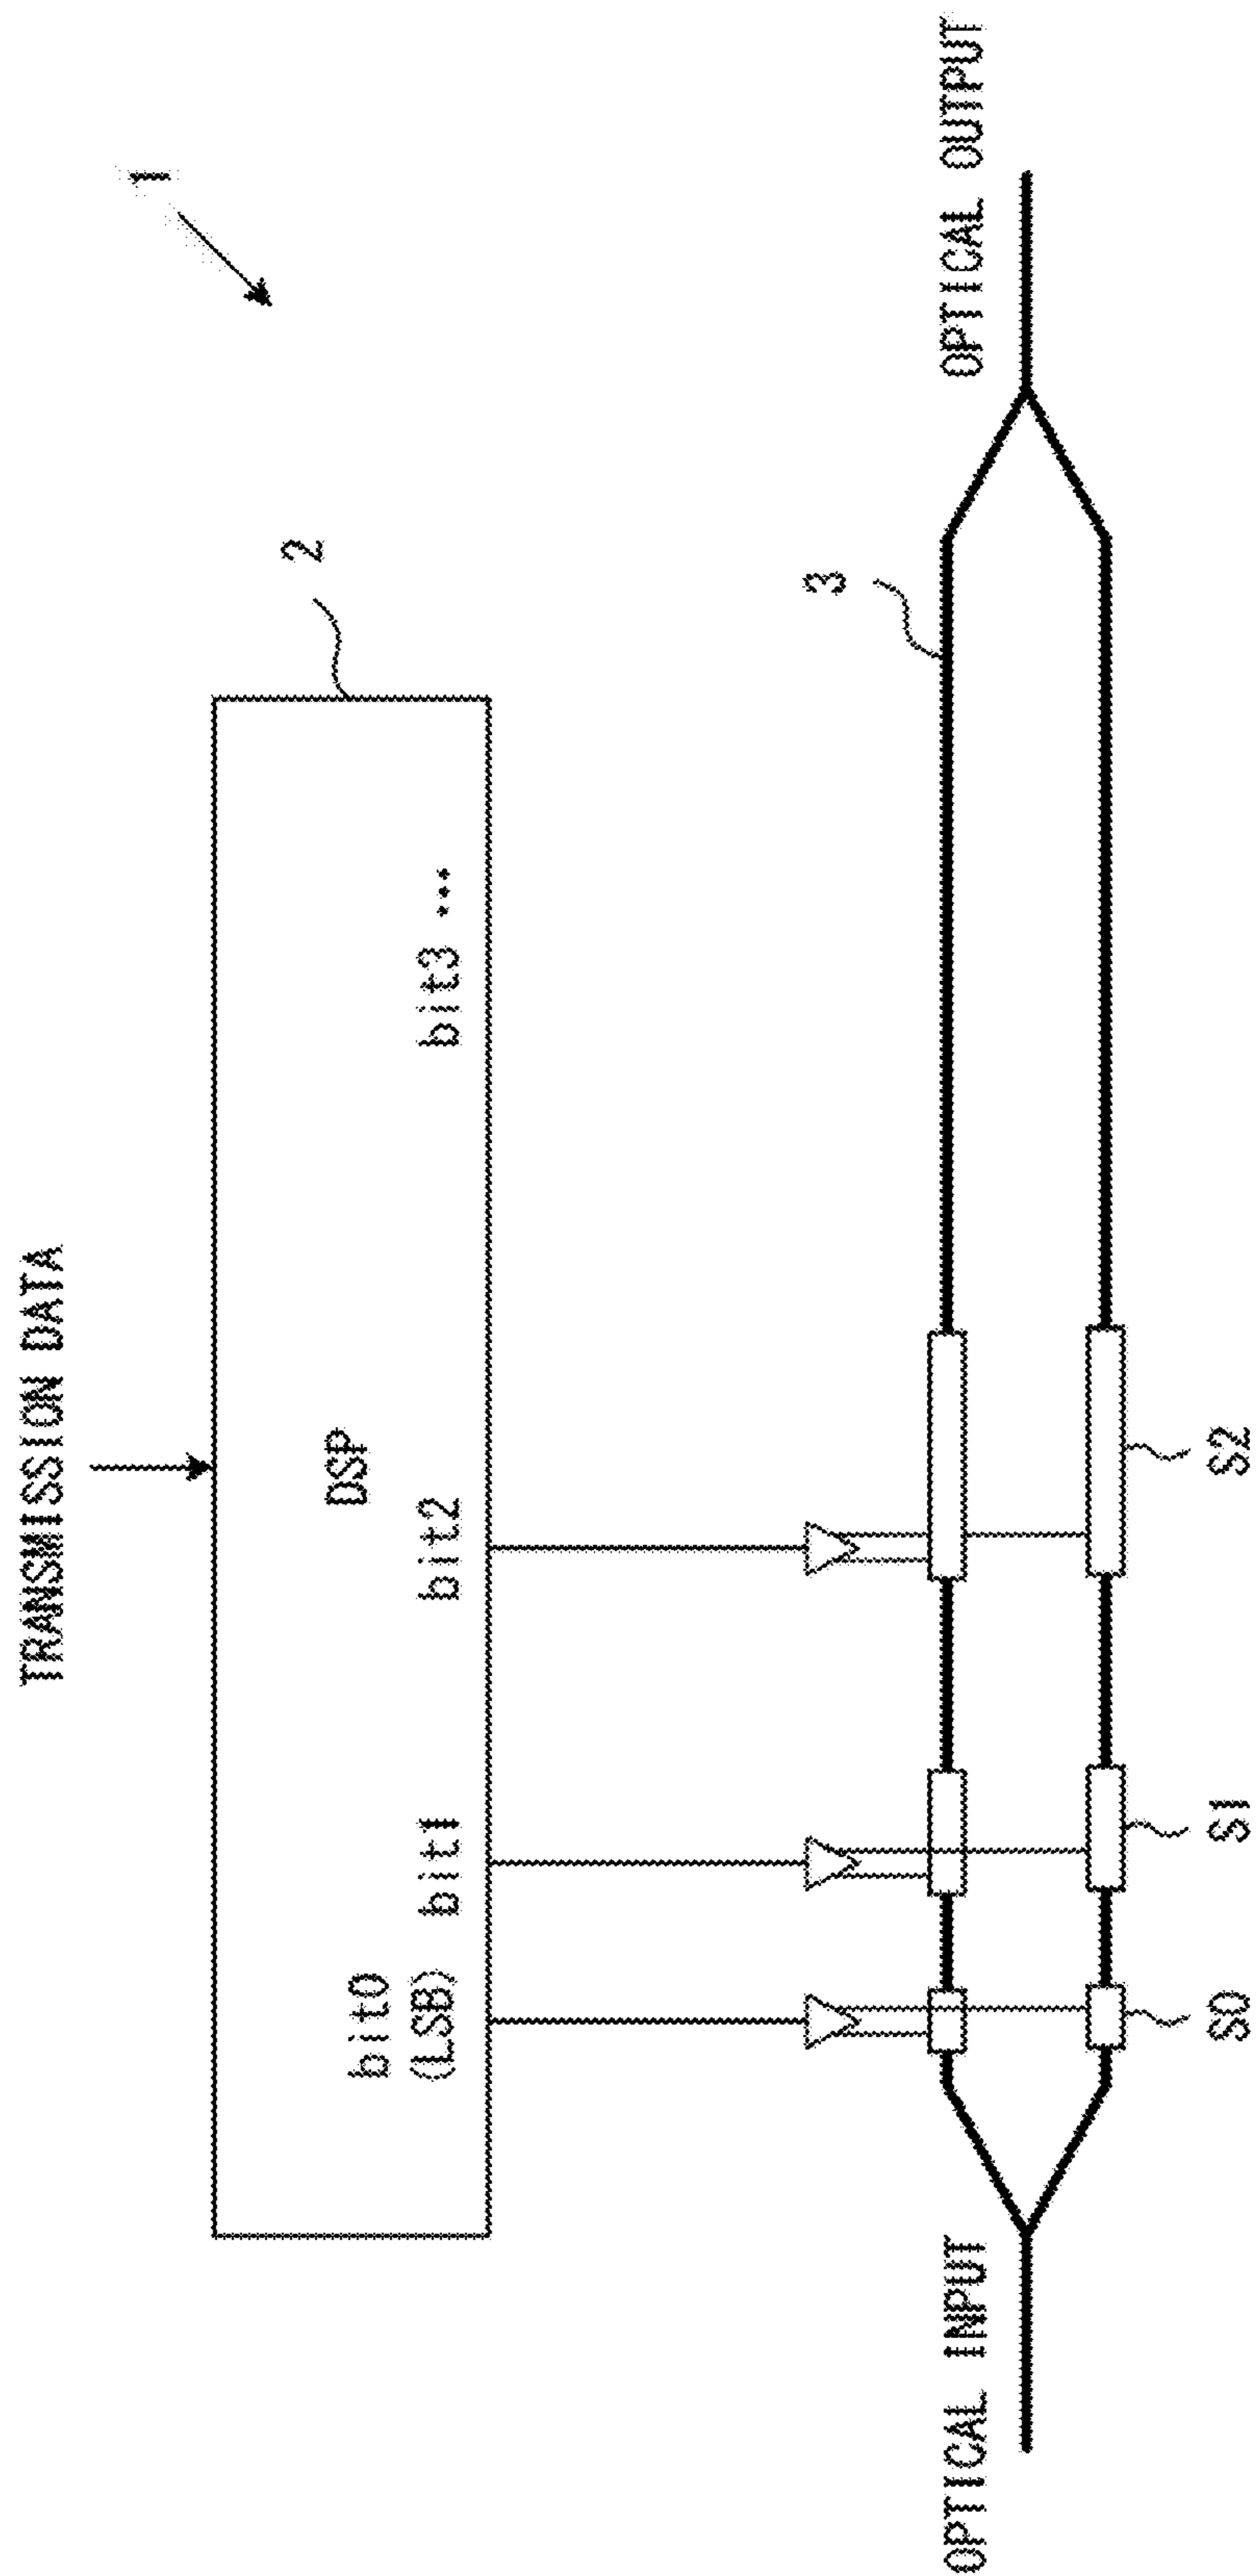 TRANSMISSION DATA
1
2
DSP
bit0
(LSB)
bit1
bit2
bit3 ...
3
OPTICAL INPUT
OPTICAL OUTPUT
S0
S1
S2